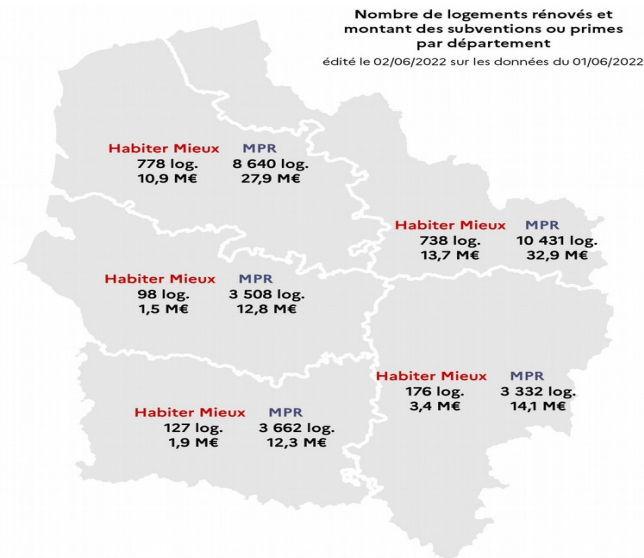 Nombre de logements rénovés et
montant des subventions ou primes
par département
édité le 02/06/2022 sur les données du 01/06/2022
Habiter Mieux MPR
778 log. 8 640 log.
10,9 M€ 27,9 M€
Habiter Mieux MPR
738 log. 10 431 log.
13,7 M€ 32,9 M€
Habiter Mieux MPR
98 log. 3 508 log.
1,5 M€ 12,8 M€
Habiter Mieux MPR
176 log. 3 332 log.
3,4 M€ 14,1 M€
Habiter Mieux MPR
127 log. 3 662 log.
1,9 M€ 12,3 M€